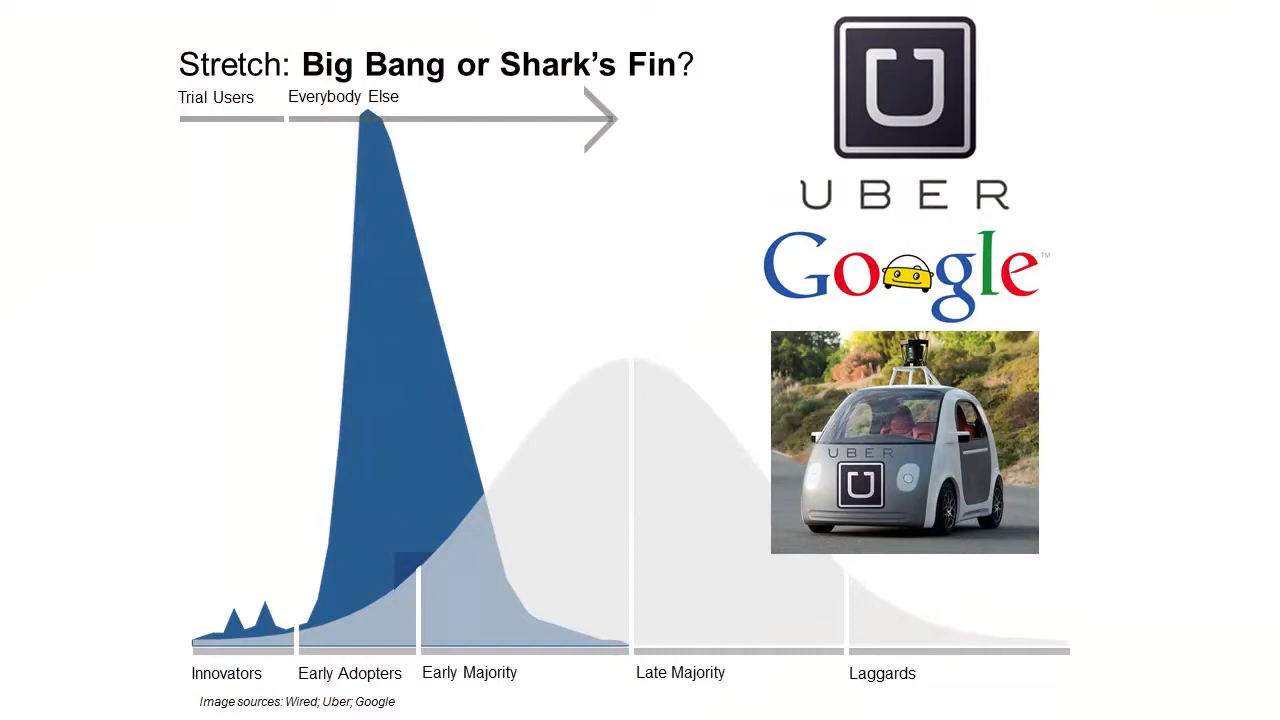 Stretch: Big Bang or Shark’s Fin?
Trial Users
Everybody Else
U
UBER
Google™
UBER
U
Innovators
Early Adopters
Early Majority
Late Majority
Laggards
Image sources: Wired; Uber; Google